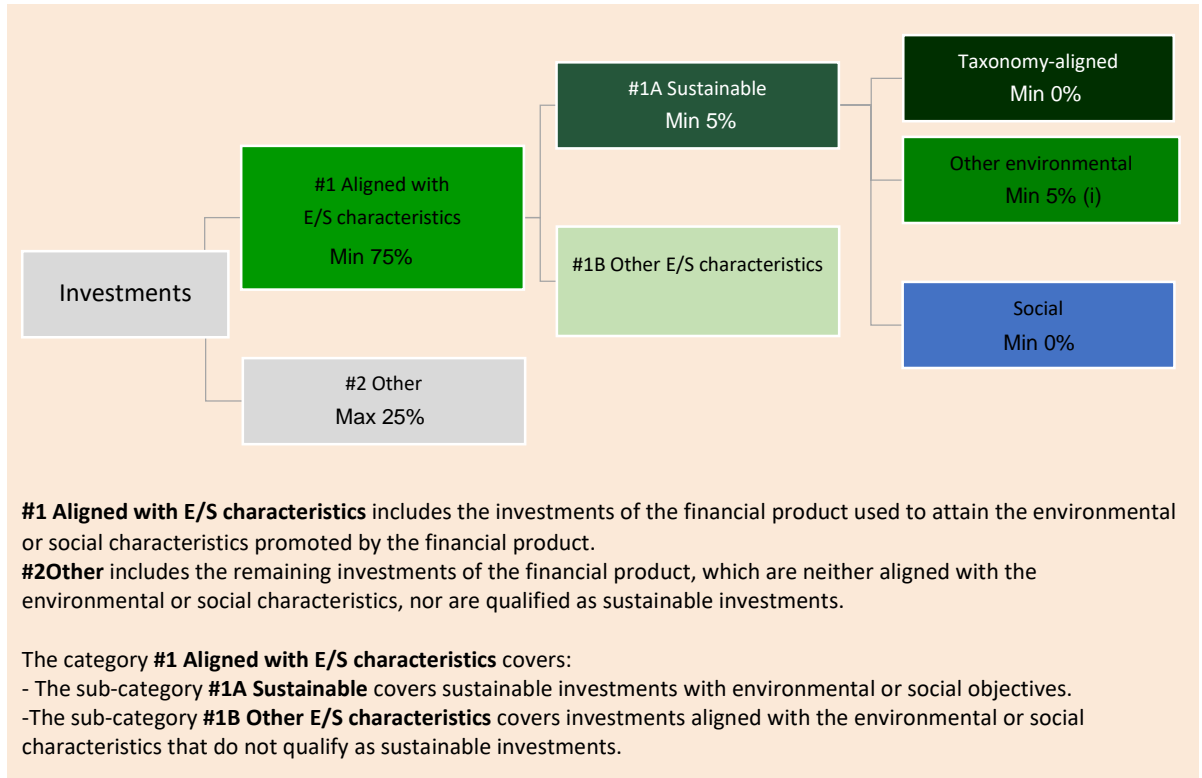 Investments
#1 Aligned with
E/S characteristics
Min 75%
#2 Other
Max 25%
#1A Sustainable
Min 5%
#1B Other E/S characteristics
Taxonomy-aligned
Min 0%
Other environmental
Min 5% (i)
Social
Min 0%
#1 Aligned with E/S characteristics includes the investments of the financial product used to attain the environmental
or social characteristics promoted by the financial product.
#2Other includes the remaining investments of the financial product, which are neither aligned with the
environmental or social characteristics, nor are qualified as sustainable investments.
The category #1 Aligned with E/S characteristics covers:
- The sub-category #1A Sustainable covers sustainable investments with environmental or social objectives.
-The sub-category #1B Other E/S characteristics covers investments aligned with the environmental or social
characteristics that do not qualify as sustainable investments.